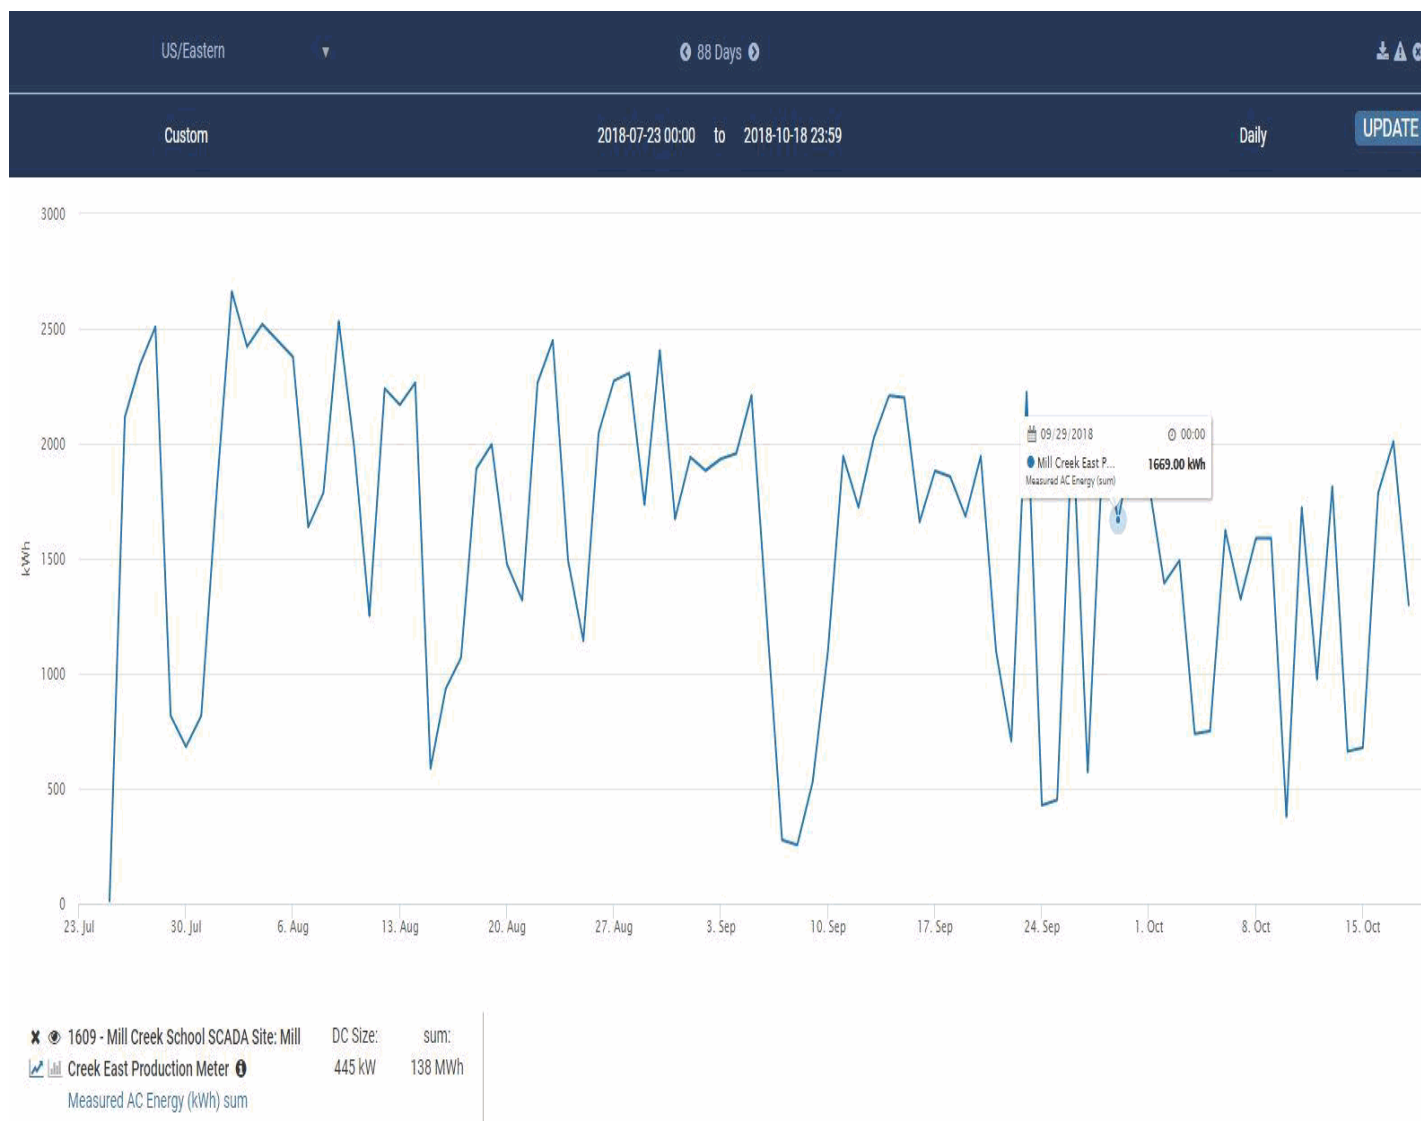 US/Eastern ▼ 88 Days
Custom 2018-07-23 00:00 to 2018-10-18 23:59 Daily UPDATE
3000
2500
2000
1500
1000
500
0
kWh
09/29/2018 00:00
Mill Creek East P... 1669.00 kWh
Measured AC Energy (sum)
23. Jul 30. Jul 6. Aug 13. Aug 20. Aug 27. Aug 3. Sep 10. Sep 17. Sep 24. Sep 1. Oct 8. Oct 15. Oct
1609 - Mill Creek School SCADA Site: Mill DC Size: sum:
Creek East Production Meter 445 kW 138 MWh
Measured AC Energy (kWh) sum